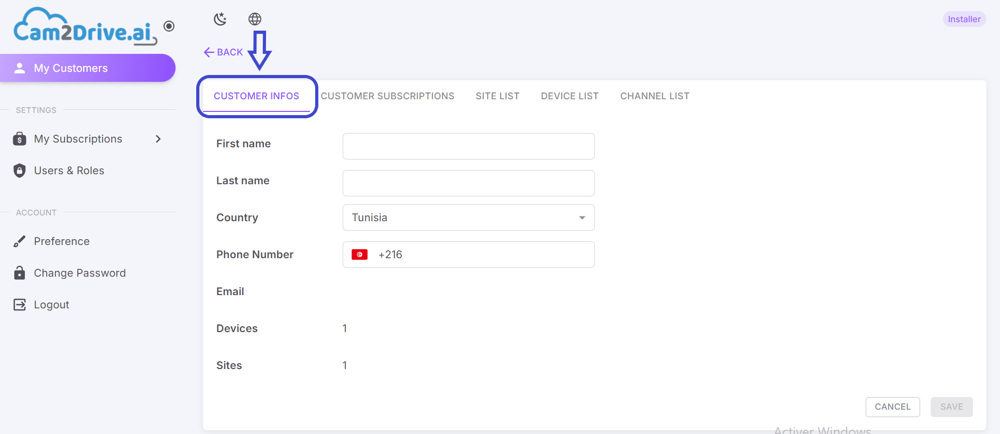 Cam2Drive.ai
Installer
BACK
My Customers
SETTINGS
My Subscriptions
Users & Roles
ACCOUNT
Preference
Change Password
Logout
CUSTOMER INFOS
CUSTOMER SUBSCRIPTIONS
SITE LIST
DEVICE LIST
CHANNEL LIST
First name
Last name
Country
Tunisia
Phone Number
+216
Email
Devices
1
Sites
1
CANCEL
SAVE
Activer Windows